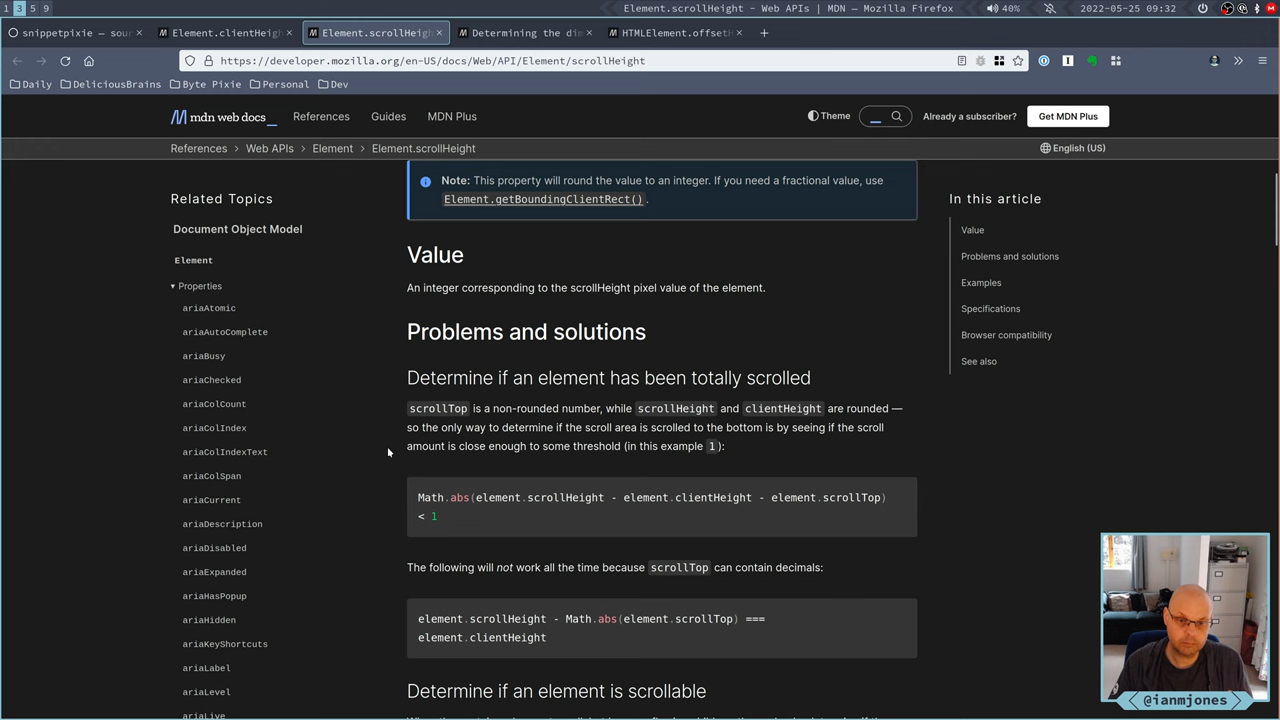 1 3 5 9
Element.scrollHeight - Web APIs | MDN — Mozilla Firefox
40%
2022-05-25 09:32
snippetpixie — sou
Element.clientHeigh
Element.scrollHeigh
Determining the dim
HTMLElement.offsetH
https://developer.mozilla.org/en-US/docs/Web/API/Element/scrollHeight
Daily
DeliciousBrains
Byte Pixie
Personal
Dev
mdn web docs_
References
Guides
MDN Plus
Theme
Already a subscriber?
Get MDN Plus
References > Web APIs > Element > Element.scrollHeight
English (US)
Related Topics
Document Object Model
Element
Properties
ariaAtomic
ariaAutoComplete
ariaBusy
ariaChecked
ariaColCount
ariaColIndex
ariaColIndexText
ariaColSpan
ariaCurrent
ariaDescription
ariaDisabled
ariaExpanded
ariaHasPopup
ariaHidden
ariaKeyShortcuts
ariaLabel
ariaLevel
ariaLive
Note: This property will round the value to an integer. If you need a fractional value, use
Element.getBoundingClientRect().
Value
An integer corresponding to the scrollHeight pixel value of the element.
Problems and solutions
Determine if an element has been totally scrolled
scrollTop is a non-rounded number, while scrollHeight and clientHeight are rounded —
so the only way to determine if the scroll area is scrolled to the bottom is by seeing if the scroll
amount is close enough to some threshold (in this example 1):
Math.abs(element.scrollHeight - element.clientHeight - element.scrollTop)
< 1
The following will not work all the time because scrollTop can contain decimals:
element.scrollHeight - Math.abs(element.scrollTop) ===
element.clientHeight
Determine if an element is scrollable
In this article
Value
Problems and solutions
Examples
Specifications
Browser compatibility
See also
@ianmjones